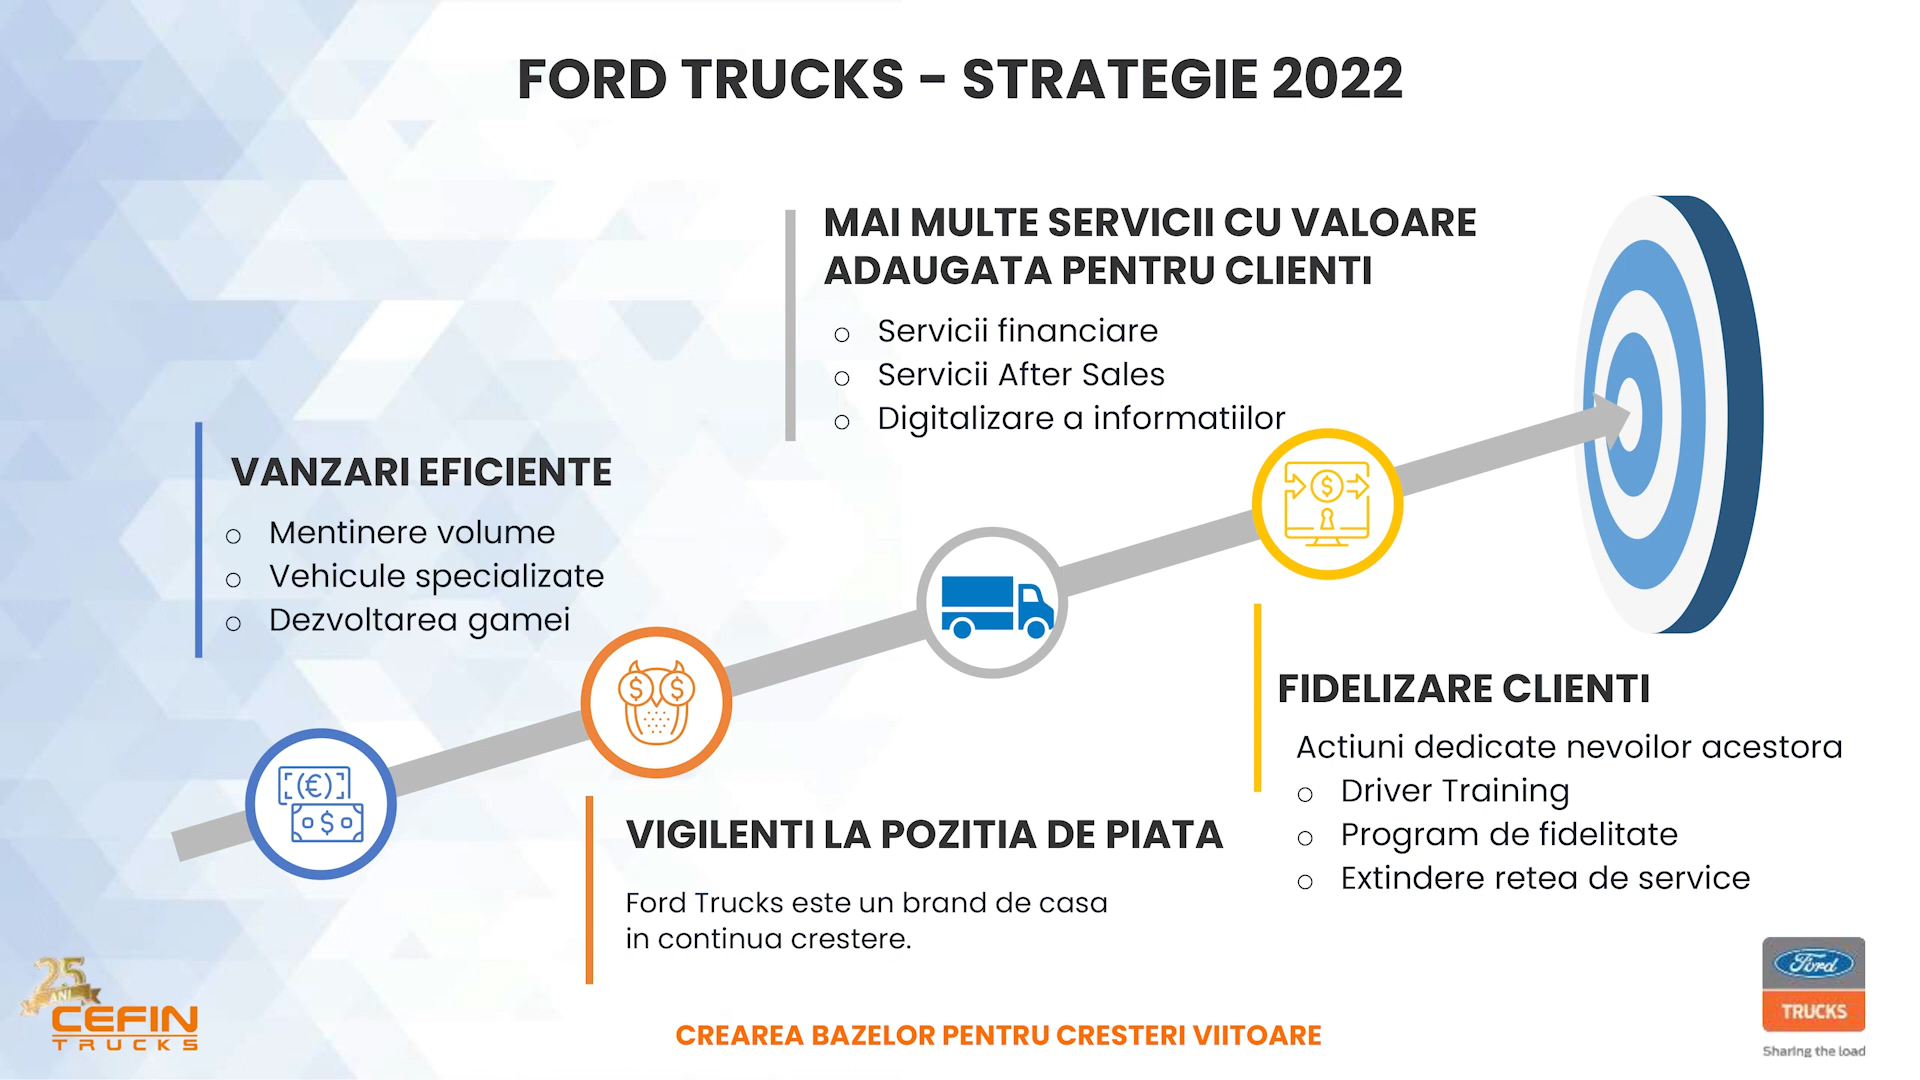 FORD TRUCKS - STRATEGIE 2022
MAI MULTE SERVICII CU VALOARE
ADAUGATA PENTRU CLIENTI
o Servicii financiare
o Servicii After Sales
o Digitalizare a informatiilor
VANZARI EFICIENTE
o Mentinere volume
o Vehicule specializate
o Dezvoltarea gamei
FIDELIZARE CLIENTI
Actiuni dedicate nevoilor acestora
o Driver Training
o Program de fidelitate
o Extindere retea de service
VIGILENTI LA POZITIA DE PIATA
Ford Trucks este un brand de casa
in continua crestere.
25
ANI
CEFIN
TRUCKS
CREAREA BAZELOR PENTRU CRESTERI VIITOARE
Ford
TRUCKS
Sharing the load